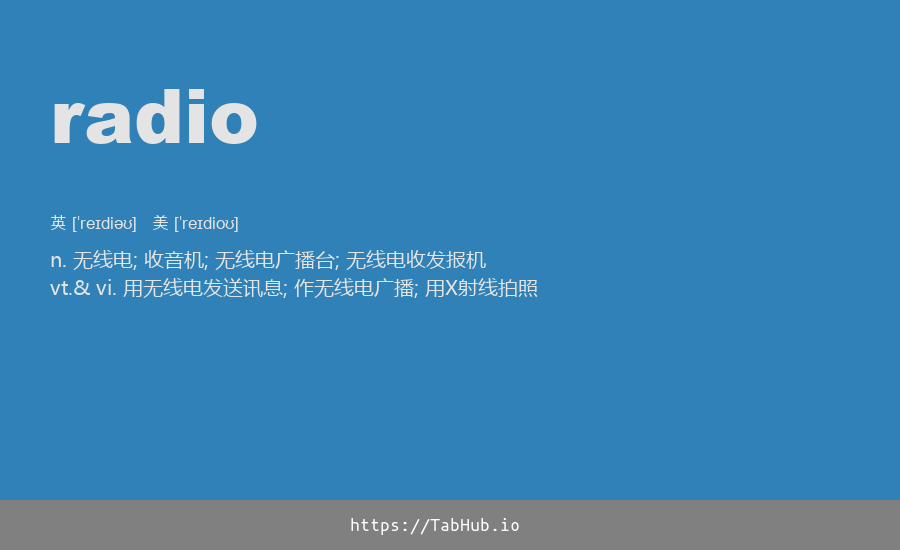 radio
英 [ˈreɪdiəʊ] 美 [ˈreɪdioʊ]
n. 无线电; 收音机; 无线电广播台; 无线电收发报机
vt.& vi. 用无线电发送讯息; 作无线电广播; 用X射线拍照
https://TabHub.io